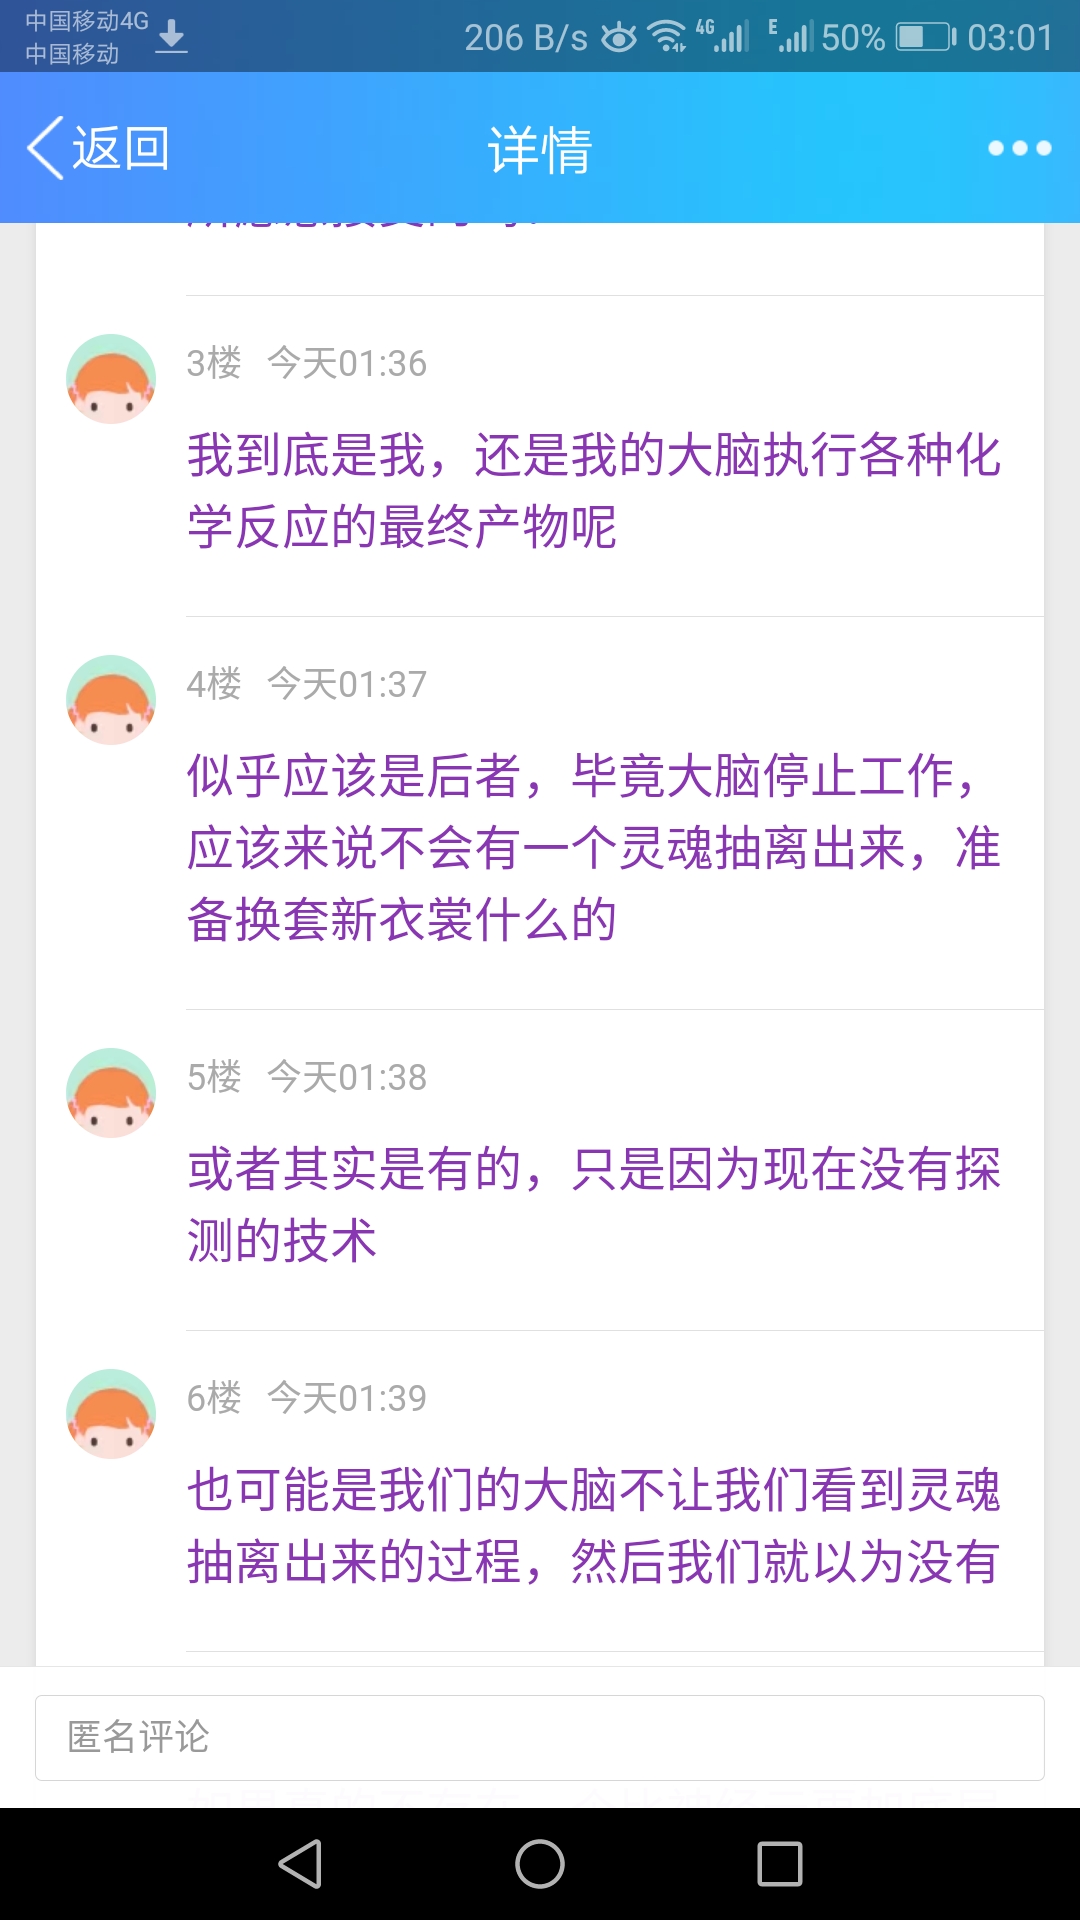 中国移动4G
中国移动
206 B/s 4G E 50% 03:01
返回 详情
3楼 今天01:36
我到底是我，还是我的大脑执行各种化
学反应的最终产物呢
4楼 今天01:37
似乎应该是后者，毕竟大脑停止工作，
应该来说不会有一个灵魂抽离出来，准
备换套新衣裳什么的
5楼 今天01:38
或者其实是有的，只是因为现在没有探
测的技术
6楼 今天01:39
也可能是我们的大脑不让我们看到灵魂
抽离出来的过程，然后我们就以为没有
匿名评论